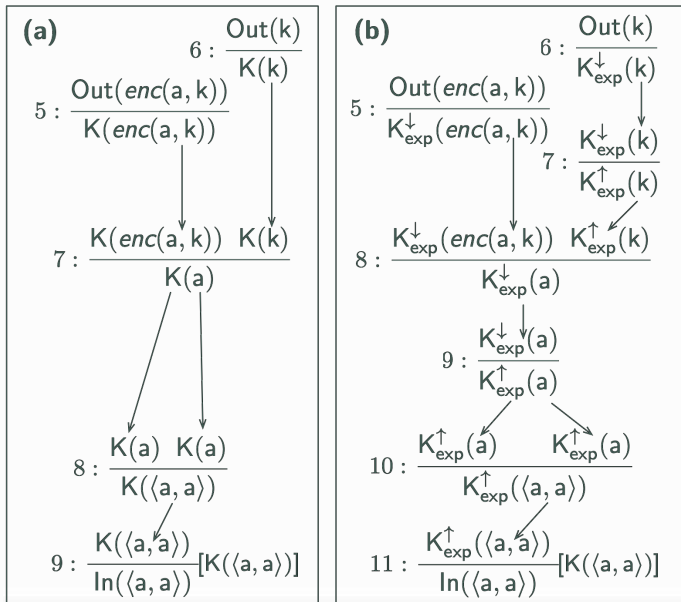 (a)
6 : Out(k)
K(k)
5 : Out(enc(a, k))
K(enc(a, k))
7 : K(enc(a, k)) K(k)
K(a)
8 : K(a) K(a)
K(⟨a, a⟩)
9 : K(⟨a, a⟩) [K(⟨a, a⟩)]
In(⟨a, a⟩)
(b)
6 : Out(k)
K↓exp(k)
5 : Out(enc(a, k))
K↓exp(enc(a, k))
7 : K↓exp(k)
K↑exp(k)
8 : K↓exp(enc(a, k)) K↑exp(k)
K↓exp(a)
9 : K↓exp(a)
K↑exp(a)
10 : K↑exp(a) K↑exp(a)
K↑exp(⟨a, a⟩)
11 : K↑exp(⟨a, a⟩) [K(⟨a, a⟩)]
In(⟨a, a⟩)